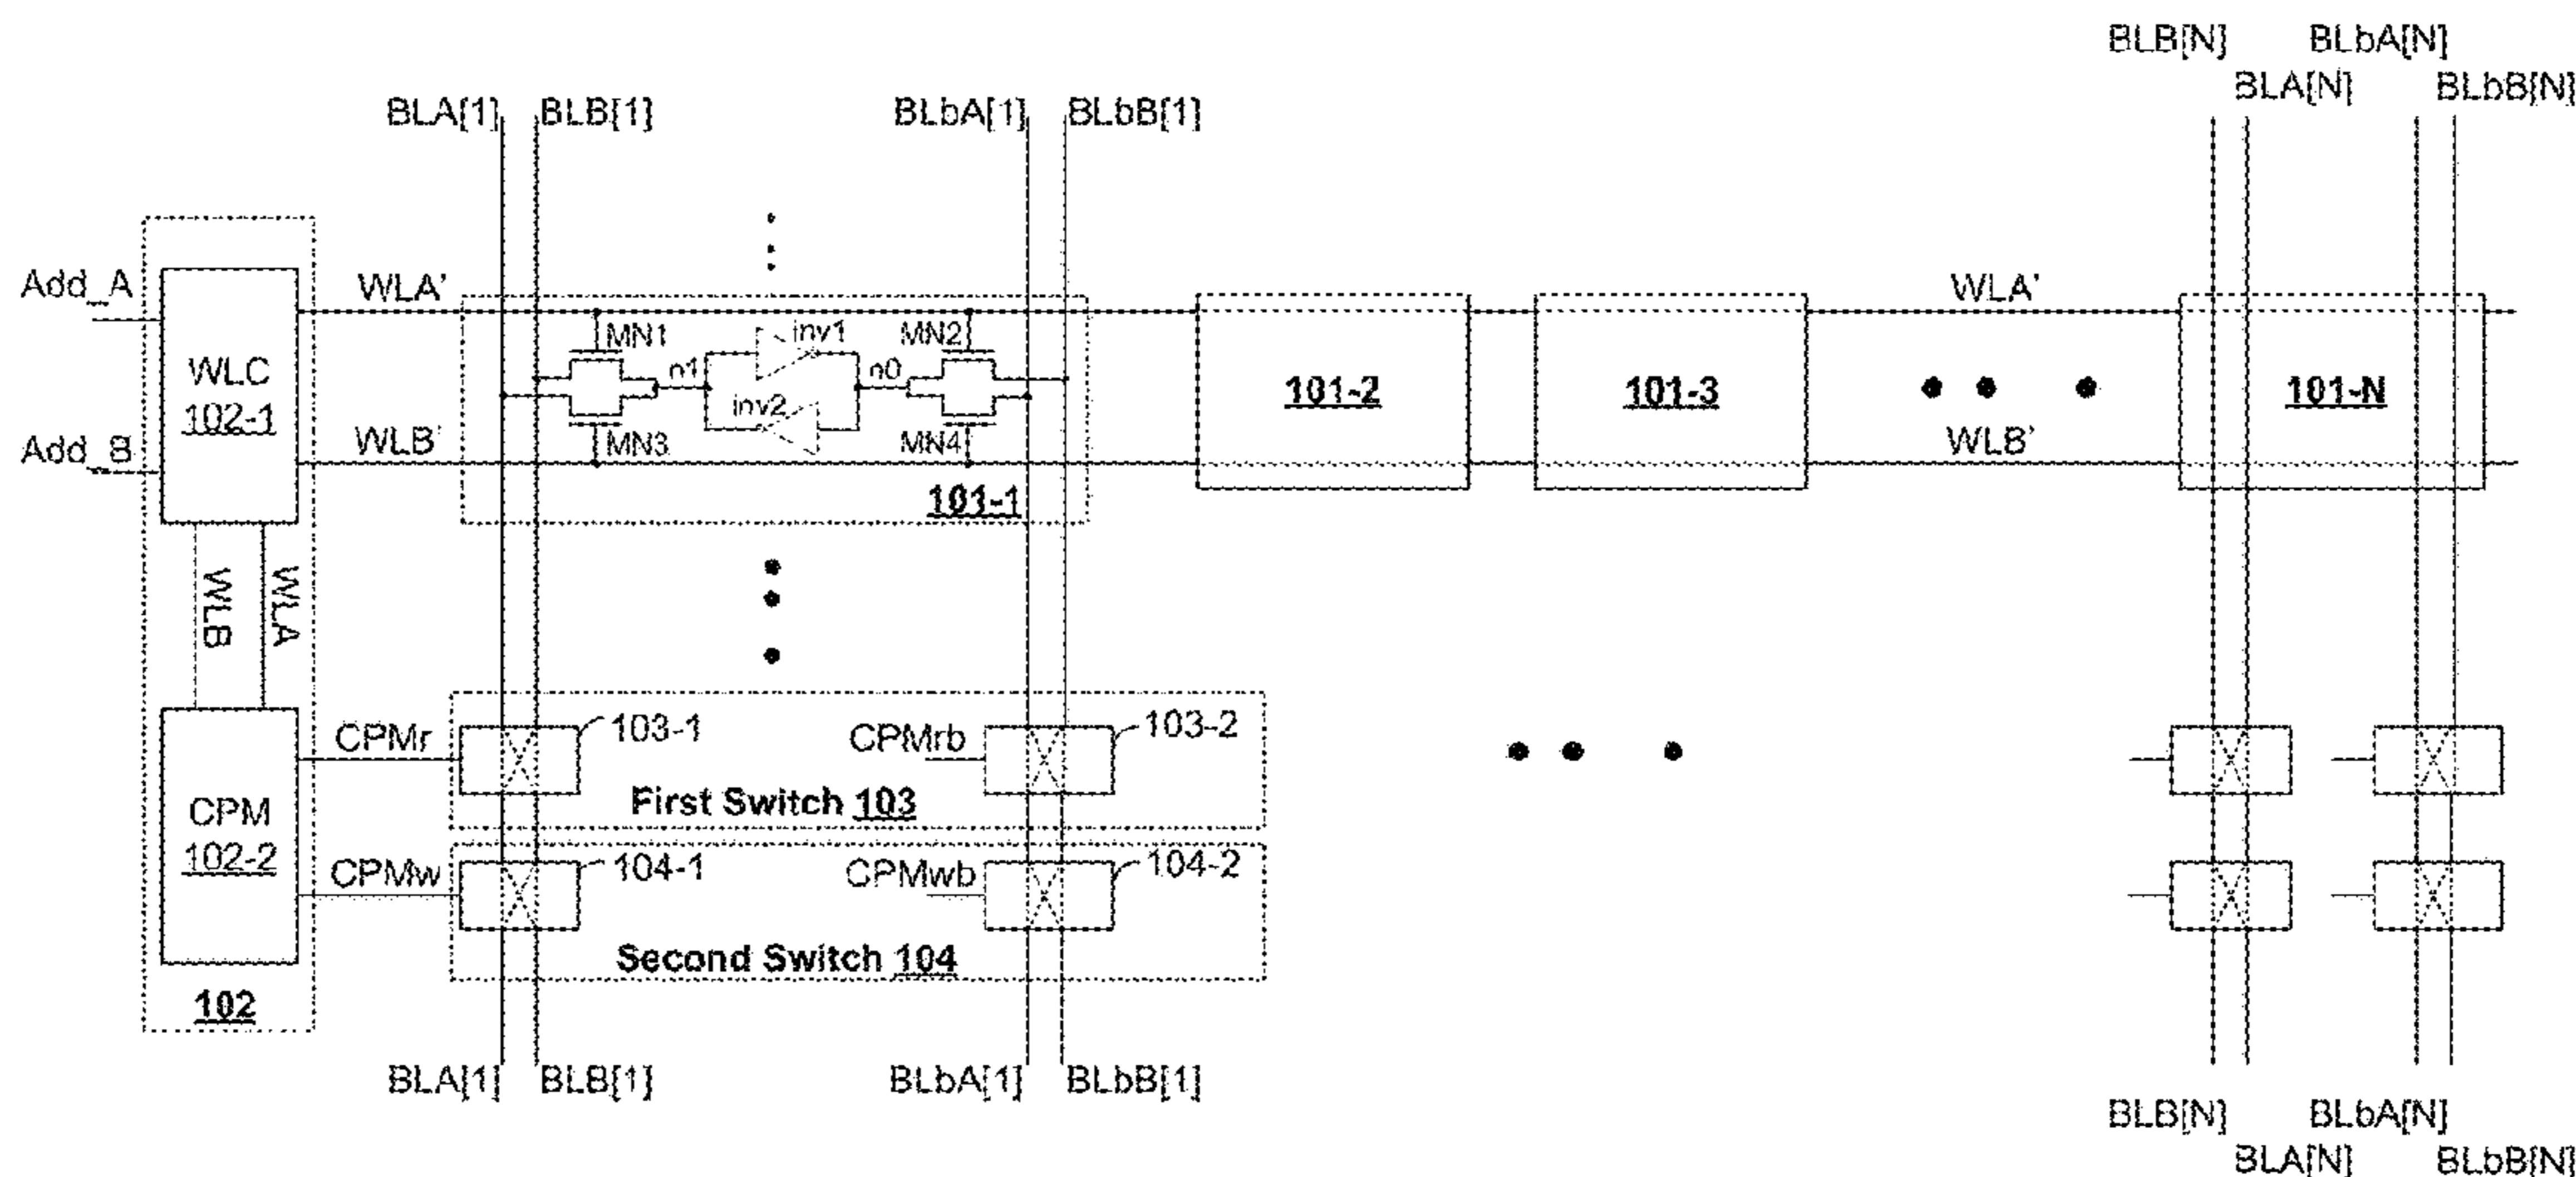 BLB[N] BLbA[N]
BLA[N] BLbB[N]
BLA[1] BLB[1] BLbA[1] BLbB[1]
Add_A
WLA' WLA'
MN1 inv1 MN2
WLC
102-1
n1 n0
101-2 101-3 101-N
inv2
Add_B WLB' MN3 MN4 WLB'
101-1
WLB WLA
CPMr 103-1 CPMrb 103-2
First Switch 103
CPM
102-2
CPMw 104-1 CPMwb 104-2
Second Switch 104
102
BLA[1] BLB[1] BLbA[1] BLbB[1]
BLB[N] BLbA[N]
BLA[N] BLbB[N]